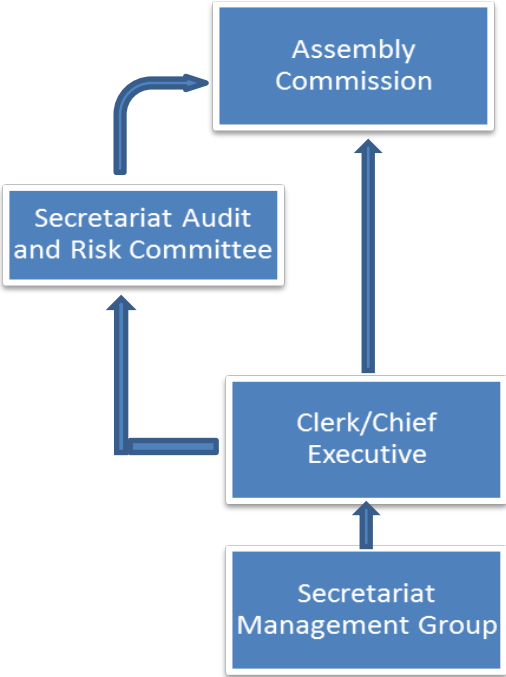 Assembly
Commission
Secretariat Audit
and Risk Committee
Clerk/Chief
Executive
Secretariat
Management Group